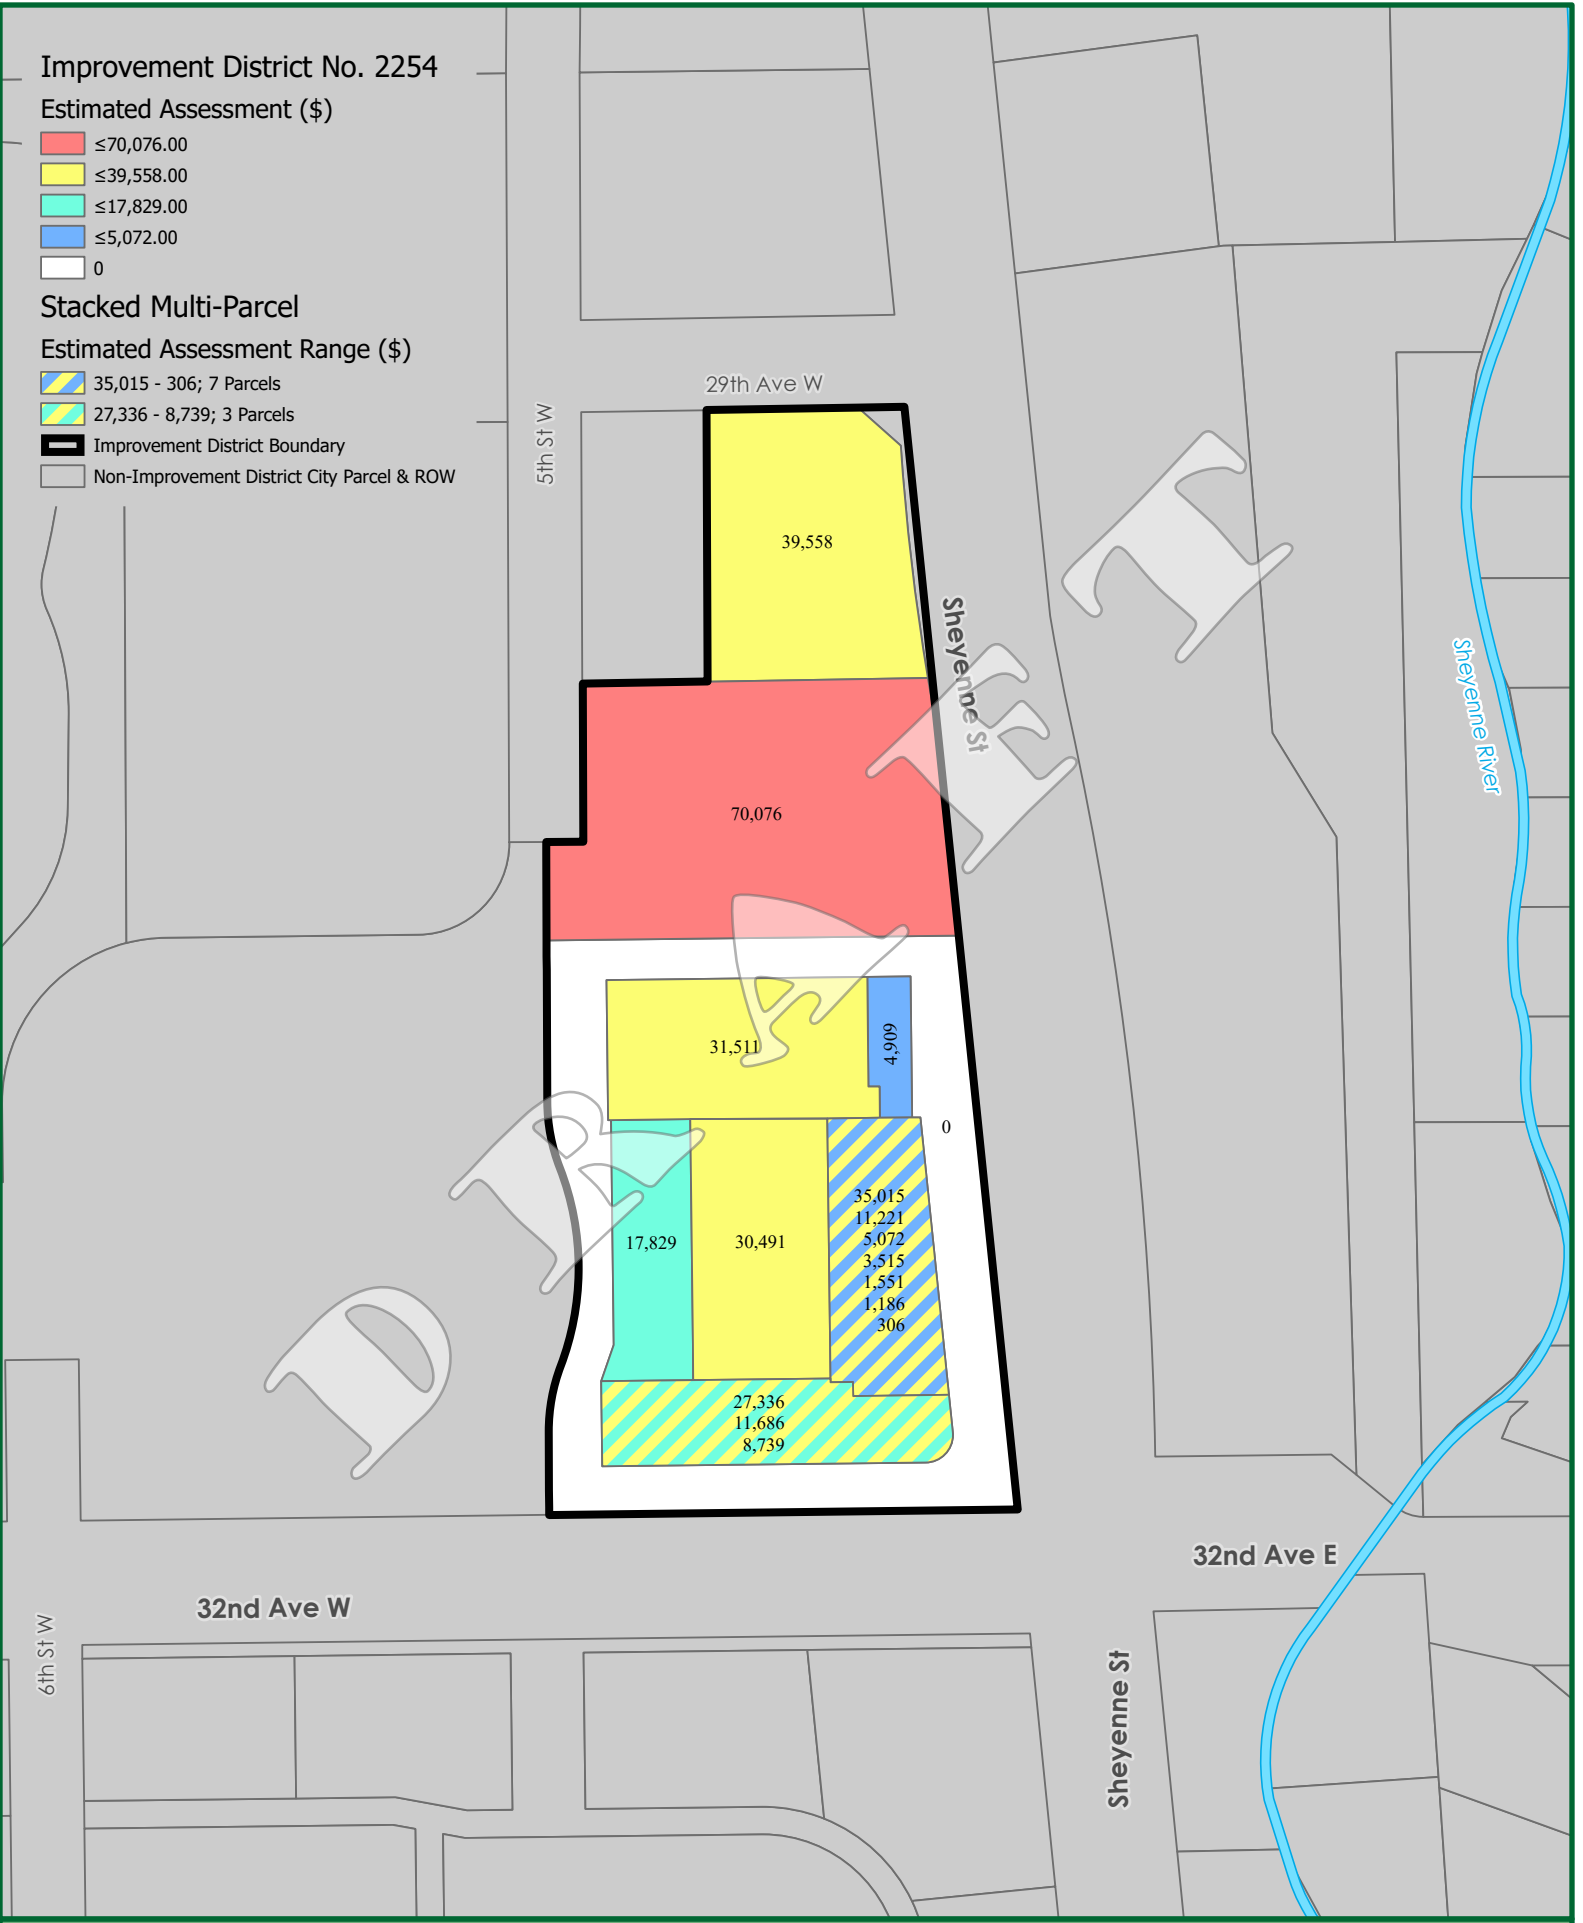 Improvement District No. 2254
Estimated Assessment ($)
≤70,076.00
≤39,558.00
≤17,829.00
≤5,072.00
0
Stacked Multi-Parcel
Estimated Assessment Range ($)
35,015 - 306; 7 Parcels
27,336 - 8,739; 3 Parcels
Improvement District Boundary
Non-Improvement District City Parcel & ROW
29th Ave W
5th St W
39,558
Sheyenne St
Sheyenne River
70,076
31,511
4,909
0
17,829
30,491
35,015
11,221
5,072
3,515
1,551
1,186
306
27,336
11,686
8,739
DRAFT
32nd Ave E
32nd Ave W
6th St W
Sheyenne St